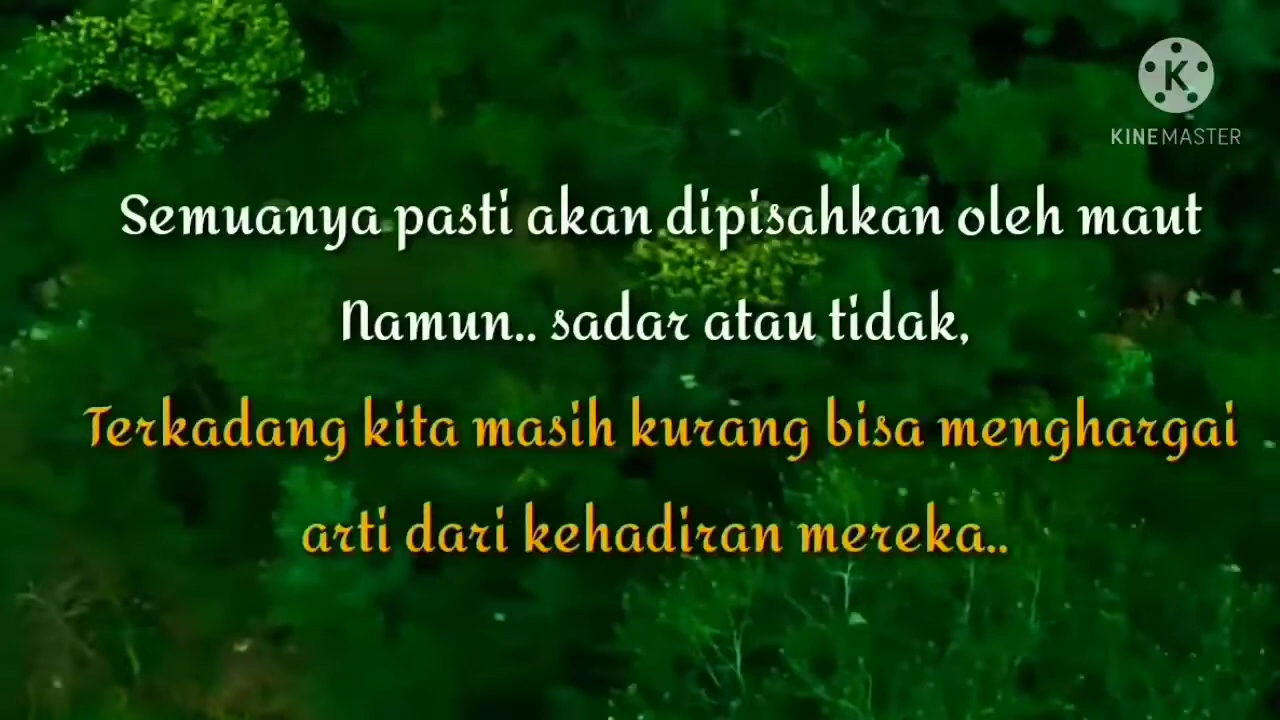 K
KINEMASTER
Semuanya pasti akan dipisahkan oleh maut
Namun.. sadar atau tidak,
Terkadang kita masih kurang bisa menghargai
arti dari kehadiran mereka..